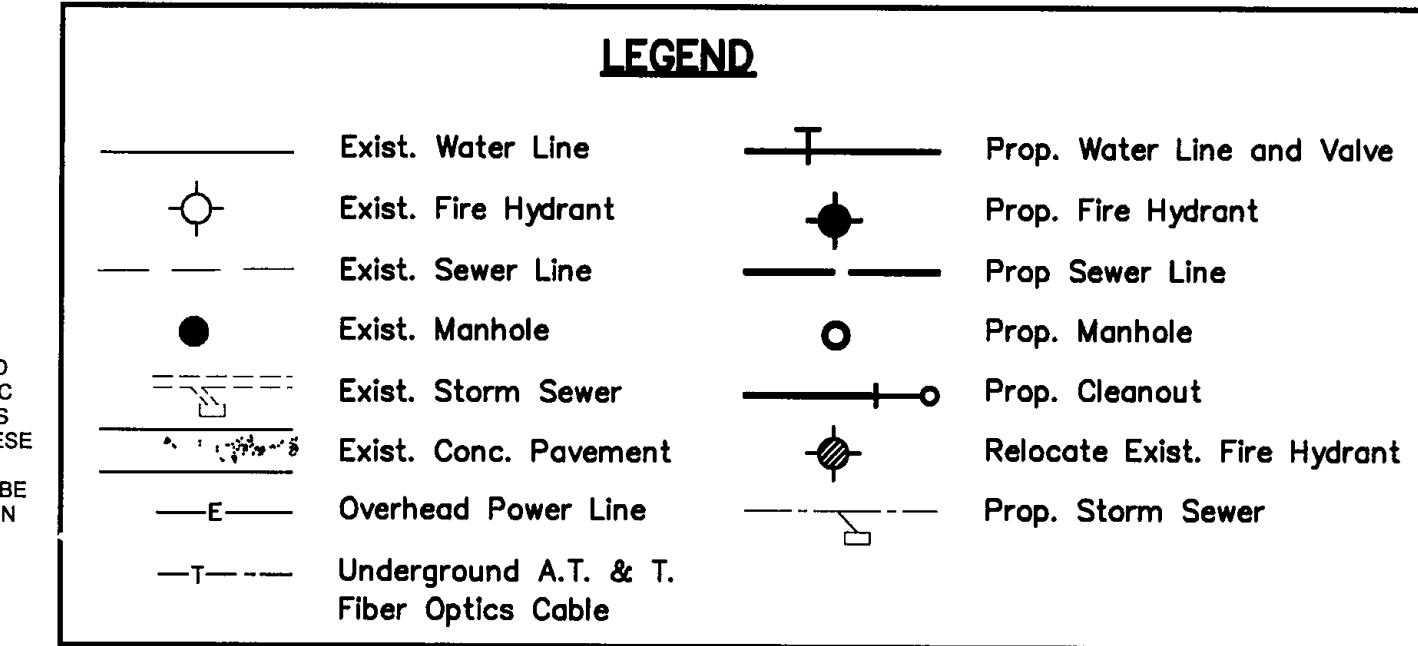 LEGEND
Exist. Water Line
Exist. Fire Hydrant
Exist. Sewer Line
Exist. Manhole
Exist. Storm Sewer
Exist. Conc. Pavement
E
Overhead Power Line
T
Underground A.T. & T.
Fiber Optics Cable
Prop. Water Line and Valve
Prop. Fire Hydrant
Prop Sewer Line
Prop. Manhole
Prop. Cleanout
Relocate Exist. Fire Hydrant
Prop. Storm Sewer
C
S
ESE
BE
N